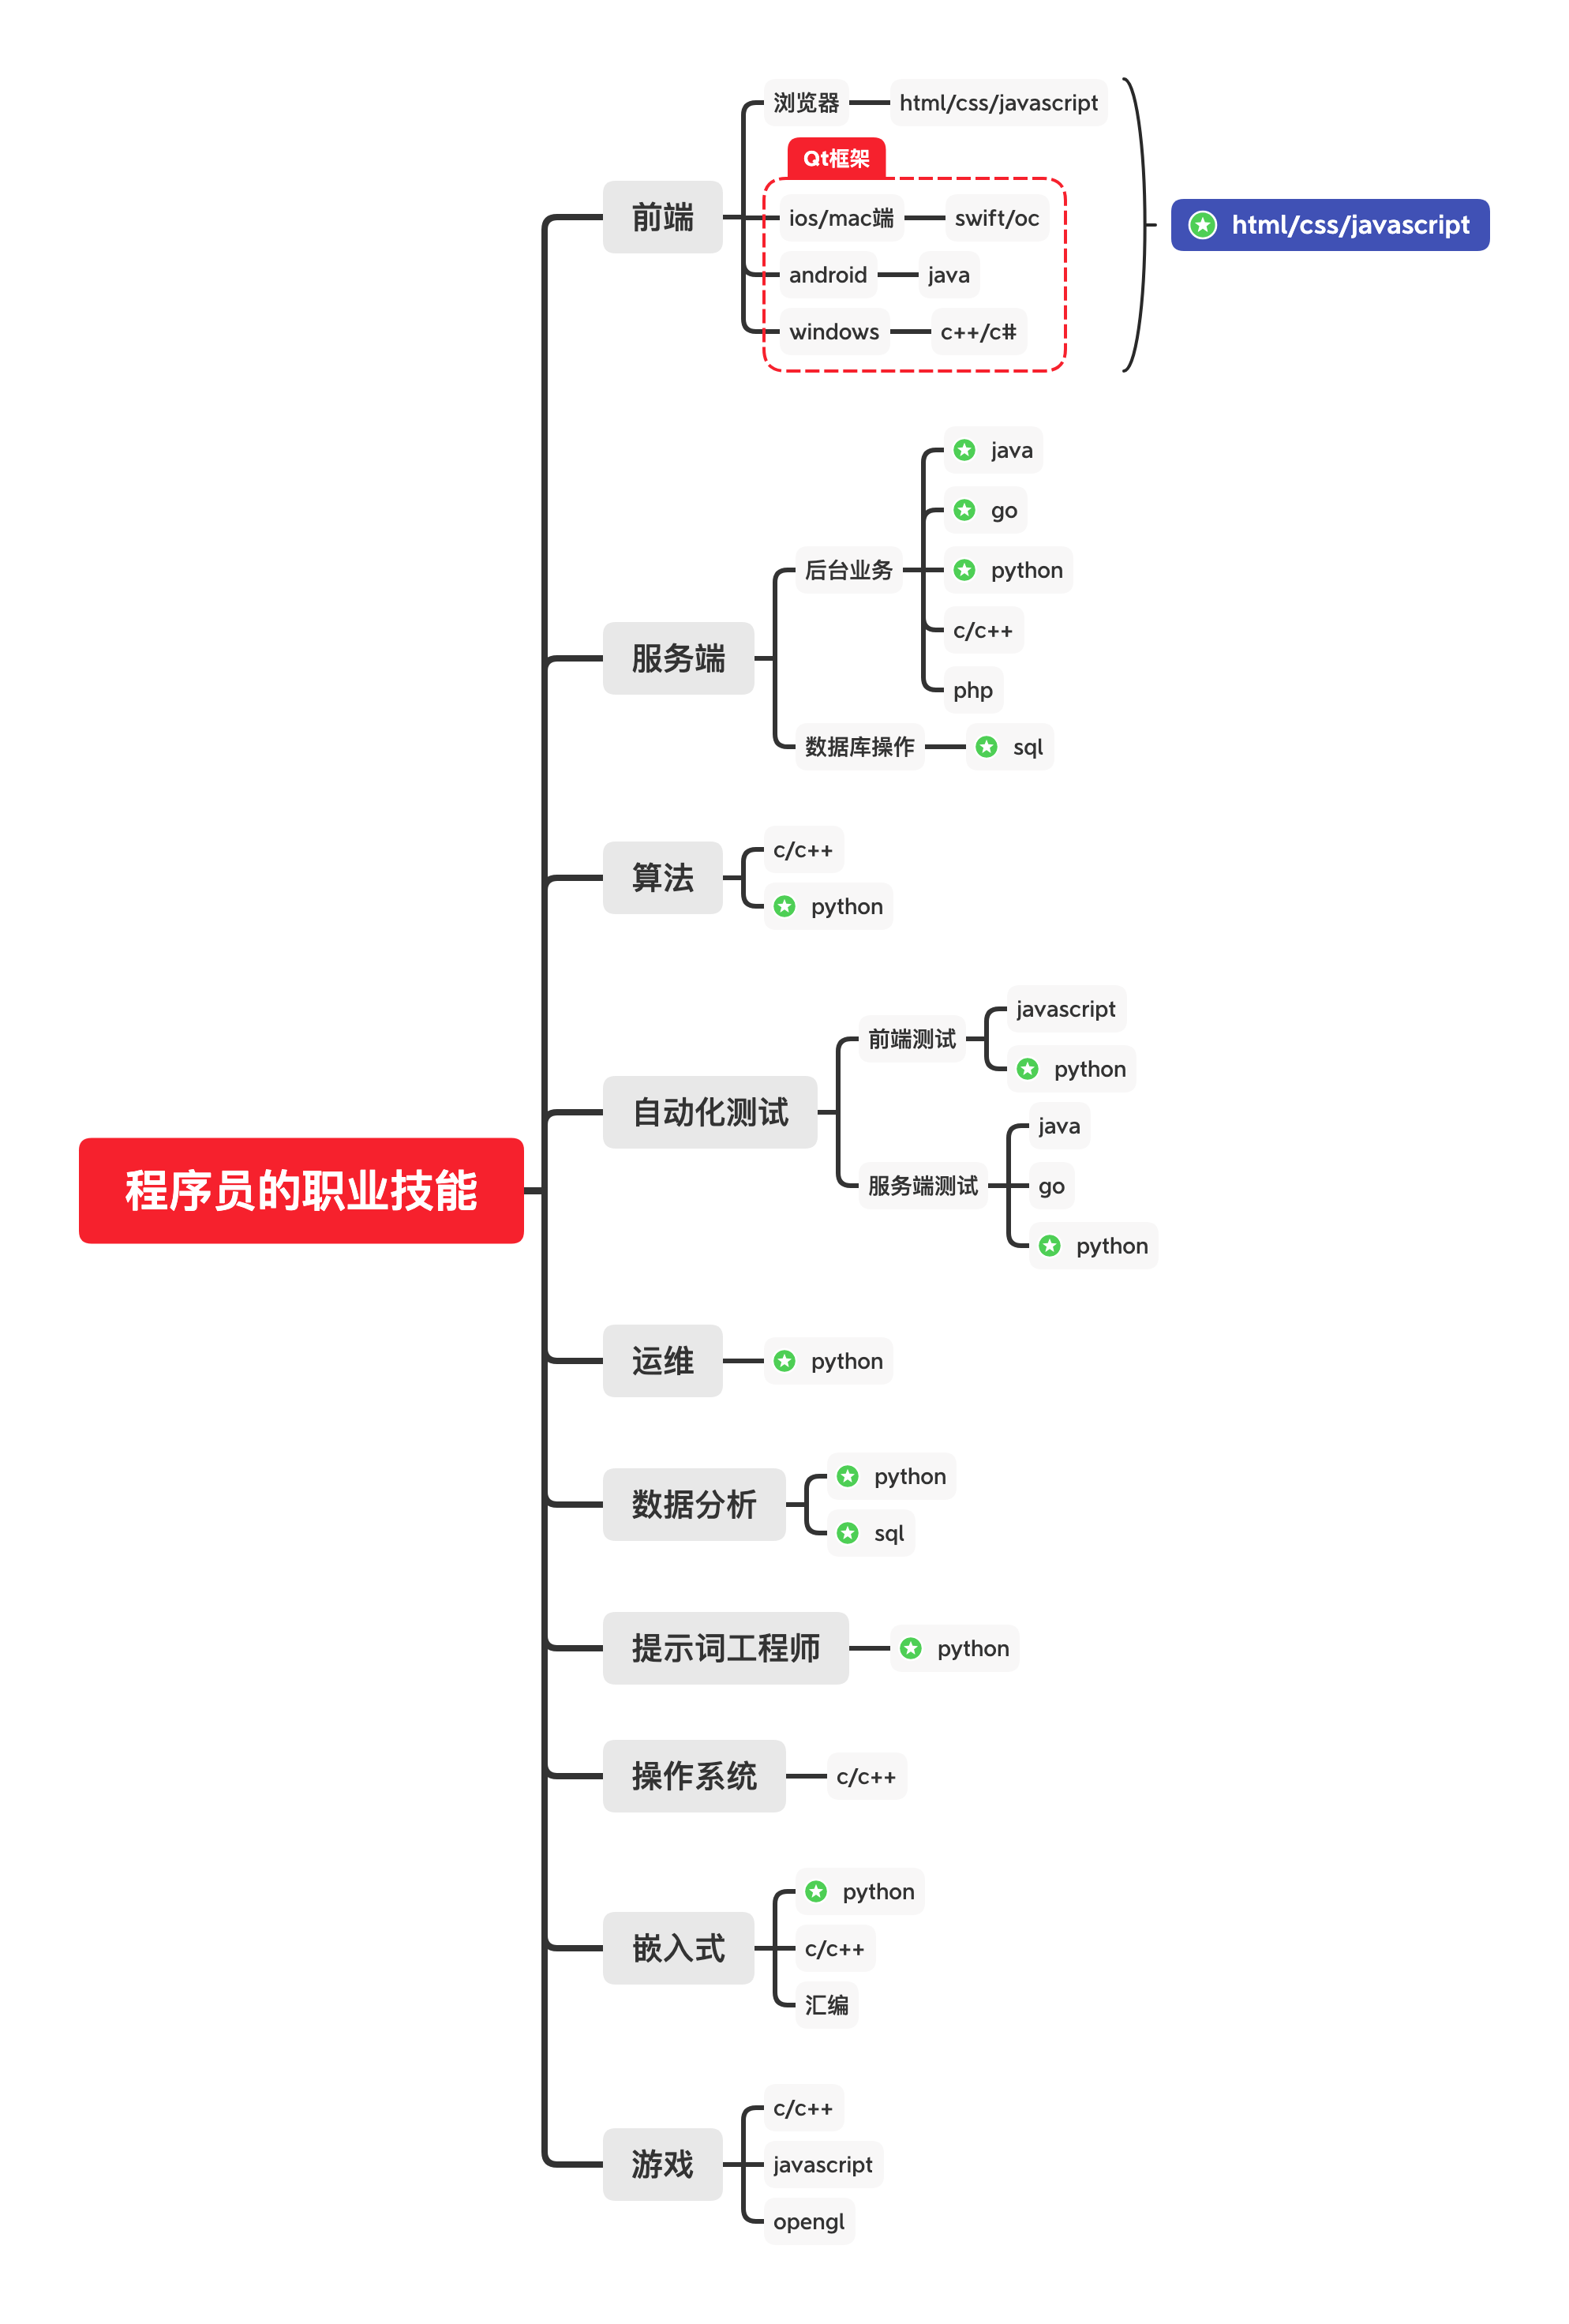 程序员的职业技能
前端
浏览器
html/css/javascript
Qt框架
ios/mac端
swift/oc
android
java
windows
c++/c#
html/css/javascript
服务端
后台业务
java
go
python
c/c++
php
数据库操作
sql
算法
c/c++
python
自动化测试
前端测试
javascript
python
服务端测试
java
go
python
运维
python
数据分析
python
sql
提示词工程师
python
操作系统
c/c++
嵌入式
python
c/c++
汇编
游戏
c/c++
javascript
opengl